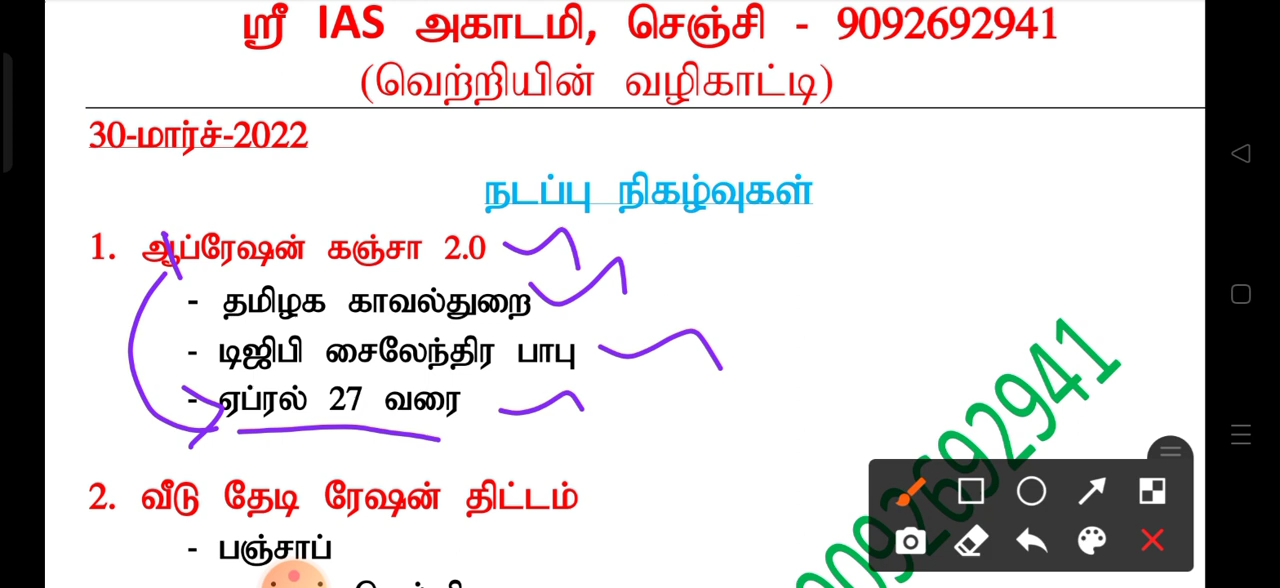 ஸ்ரீ IAS அகாடமி, செஞ்சி - 9092692941
(வெற்றியின் வழிகாட்டி)
30-மார்ச்-2022
நடப்பு நிகழ்வுகள்
1. ஆப்ரேஷன் கஞ்சா 2.0
- தமிழக காவல்துறை
- டிஜிபி சைலேந்திர பாபு
- ஏப்ரல் 27 வரை
2. வீடு தேடி ரேஷன் திட்டம்
- பஞ்சாப்
9092692941